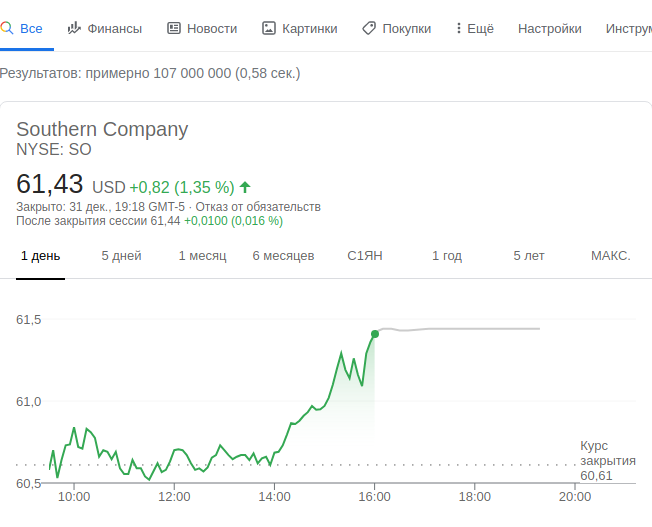 Все Финансы Новости Картинки Покупки Ещё Настройки Инструм
Результатов: примерно 107 000 000 (0,58 сек.)
Southern Company
NYSE: SO
61,43 USD +0,82 (1,35 %)
Закрыто: 31 дек., 19:18 GMT-5 · Отказ от обязательств
После закрытия сессии 61,44 +0,0100 (0,016 %)
1 день 5 дней 1 месяц 6 месяцев С1ЯН 1 год 5 лет МАКС.
61,5
61,0
Курс
закрытия
60,61
60,5
10:00 12:00 14:00 16:00 18:00 20:00